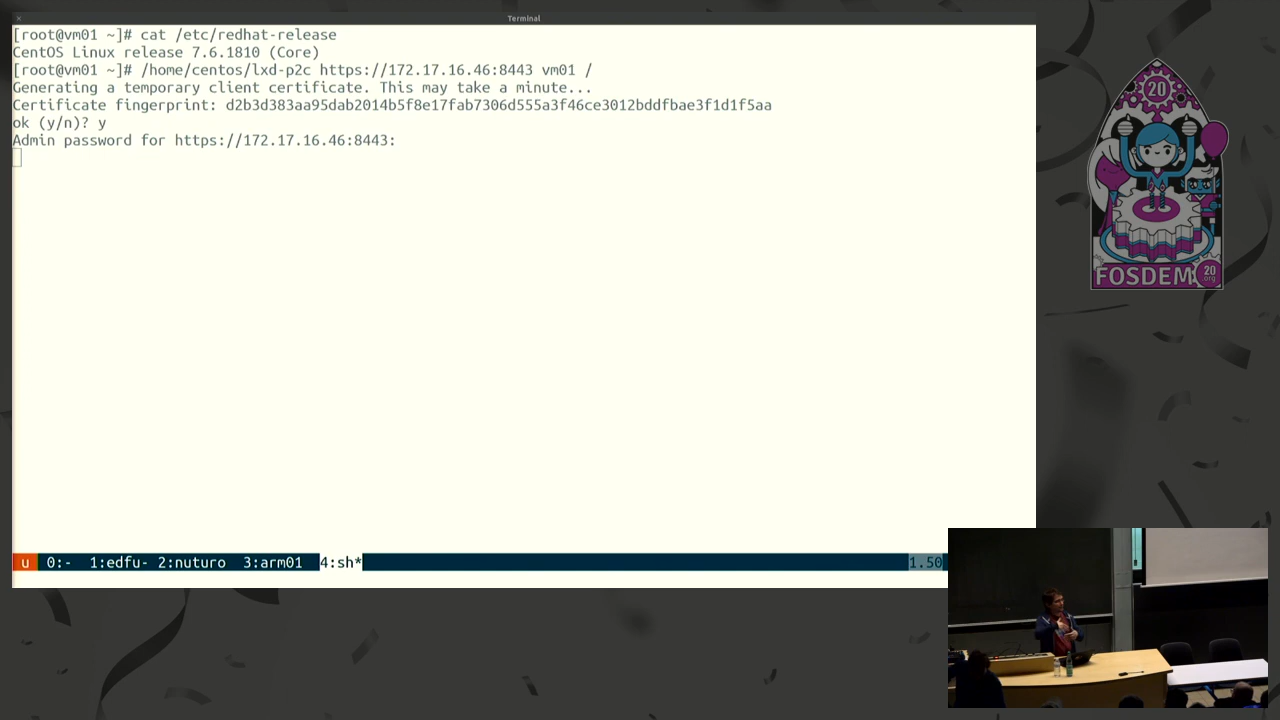 Terminal
[root@vm01 ~]# cat /etc/redhat-release
CentOS Linux release 7.6.1810 (Core)
[root@vm01 ~]# /home/centos/lxd-p2c https://172.17.16.46:8443 vm01 /
Generating a temporary client certificate. This may take a minute...
Certificate fingerprint: d2b3d383aa95dab2014b5f8e17fab7306d555a3f46ce3012bddfbae3f1d1f5aa
ok (y/n)? y
Admin password for https://172.17.16.46:8443:
u 0:- 1:edfu- 2:nuturo 3:arm01 4:sh* 1.50
20
FOSDEM 20
.org